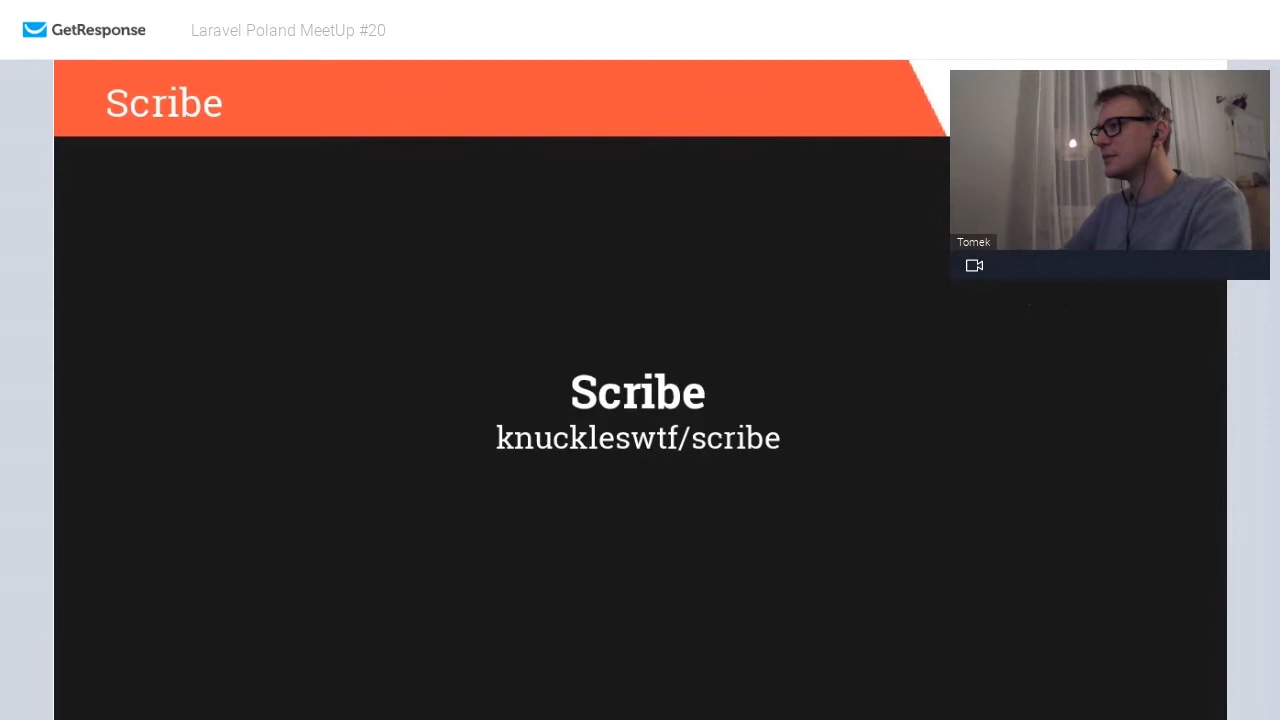 GetResponse
Laravel Poland MeetUp #20
Scribe
Tomek
Scribe
knuckleswtf/scribe